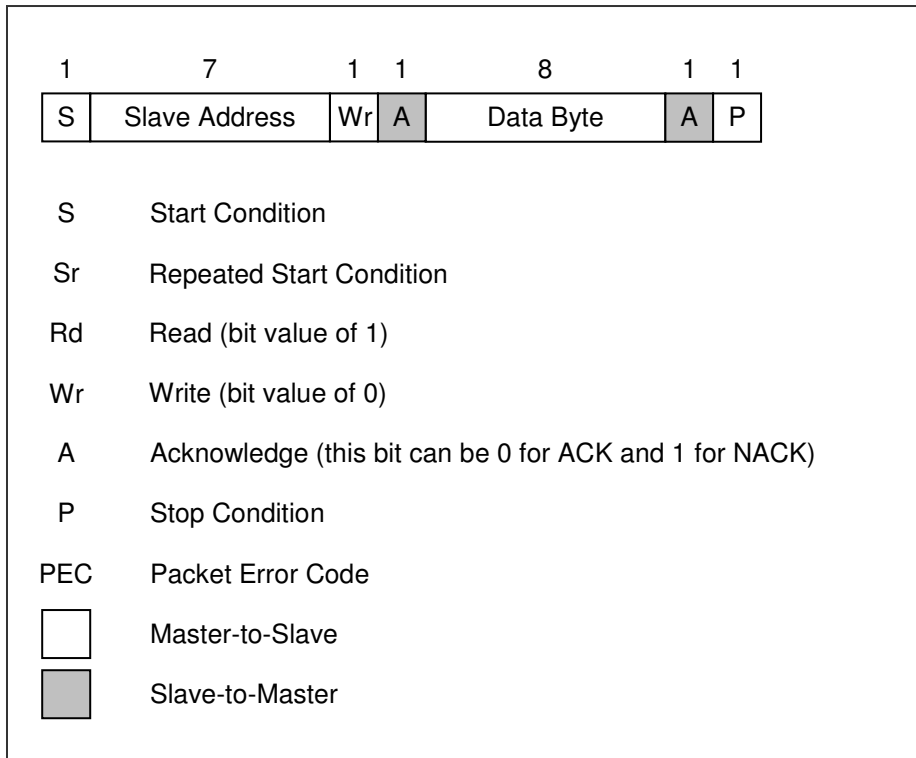 1 7 1 1 8 1 1
S Slave Address Wr A Data Byte A P
S Start Condition
Sr Repeated Start Condition
Rd Read (bit value of 1)
Wr Write (bit value of 0)
A Acknowledge (this bit can be 0 for ACK and 1 for NACK)
P Stop Condition
PEC Packet Error Code
Master-to-Slave
Slave-to-Master